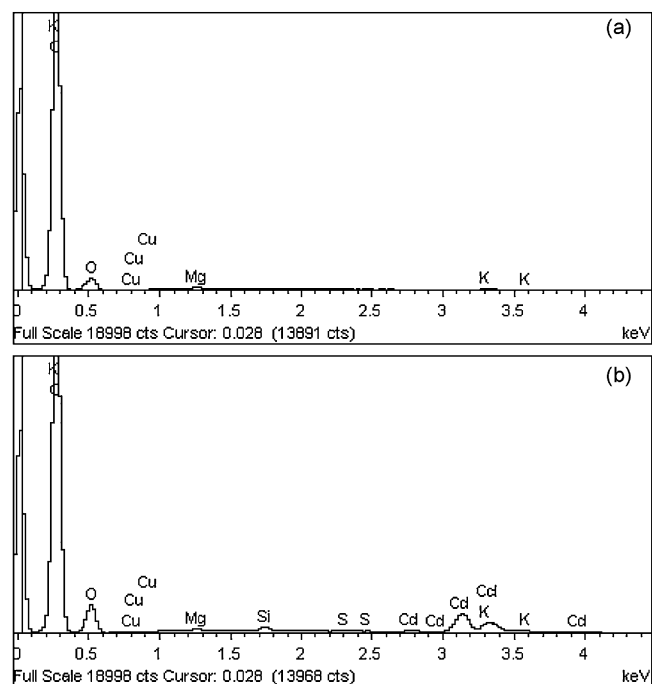 (a)
K
C
Cu
Cu
O Cu Mg K K
0 0.5 1 1.5 2 2.5 3 3.5 4
Full Scale 18998 cts Cursor: 0.028 (13891 cts) keV
(b)
K
C
Cu
Cu Cd
O Cd
Cu Mg Si S S Cd Cd K K Cd
0 0.5 1 1.5 2 2.5 3 3.5 4
Full Scale 18998 cts Cursor: 0.028 (13968 cts) keV